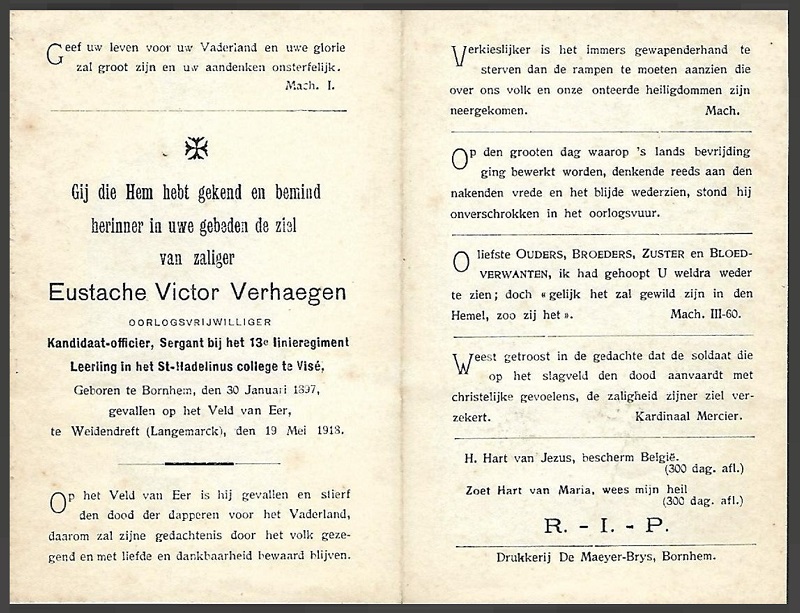 Geef uw leven voor uw Vaderland en uwe glorie
zal groot zijn en uw aandenken onsterfelijk.
Mach. I.
Gij die Hem hebt gekend en bemind
herinner in uwe gebeden de ziel
van zaliger
Eustache Victor Verhaegen
OORLOGSVRIJWILLIGER
Kandidaat-officier, Sergant bij het 13e linieregiment
Leerling in het St-Hadelinus college te Visé,
Geboren te Bornhem, den 30 Januari 1897,
gevallen op het Veld van Eer,
te Weidendreft (Langemarck), den 19 Mei 1918.
Op het Veld van Eer is hij gevallen en stierf
den dood der dapperen voor het Vaderland,
daarom zal zijne gedachtenis door het volk geze-
gend en met liefde en dankbaarheid bewaard blijven.
Verkieslijker is het immers gewapenderhand te
sterven dan de rampen te moeten aanzien die
over ons volk en onze onteerde heiligdommen zijn
neergekomen. Mach.
Op den grooten dag waarop 's lands bevrijding
ging bewerkt worden, denkende reeds aan den
nakenden vrede en het blijde wederzien, stond hij
onverschrokken in het oorlogsvuur.
O liefste OUDERS, BROEDERS, ZUSTER en BLOED-
VERWANTEN, ik had gehoopt U weldra weder
te zien; doch « gelijk het zal gewild zijn in den
Hemel, zoo zij het ». Mach. III-60.
Weest getroost in de gedachte dat de soldaat die
op het slagveld den dood aanvaardt met
christelijke gevoelens, de zaligheid zijner ziel ver-
zekert. Kardinaal Mercier.
H. Hart van Jezus, bescherm België.
(300 dag. afl.)
Zoet Hart van Maria, wees mijn heil
(300 dag. afl.)
R. - I. - P.
Drukkerij De Maeyer-Brys, Bornhem.